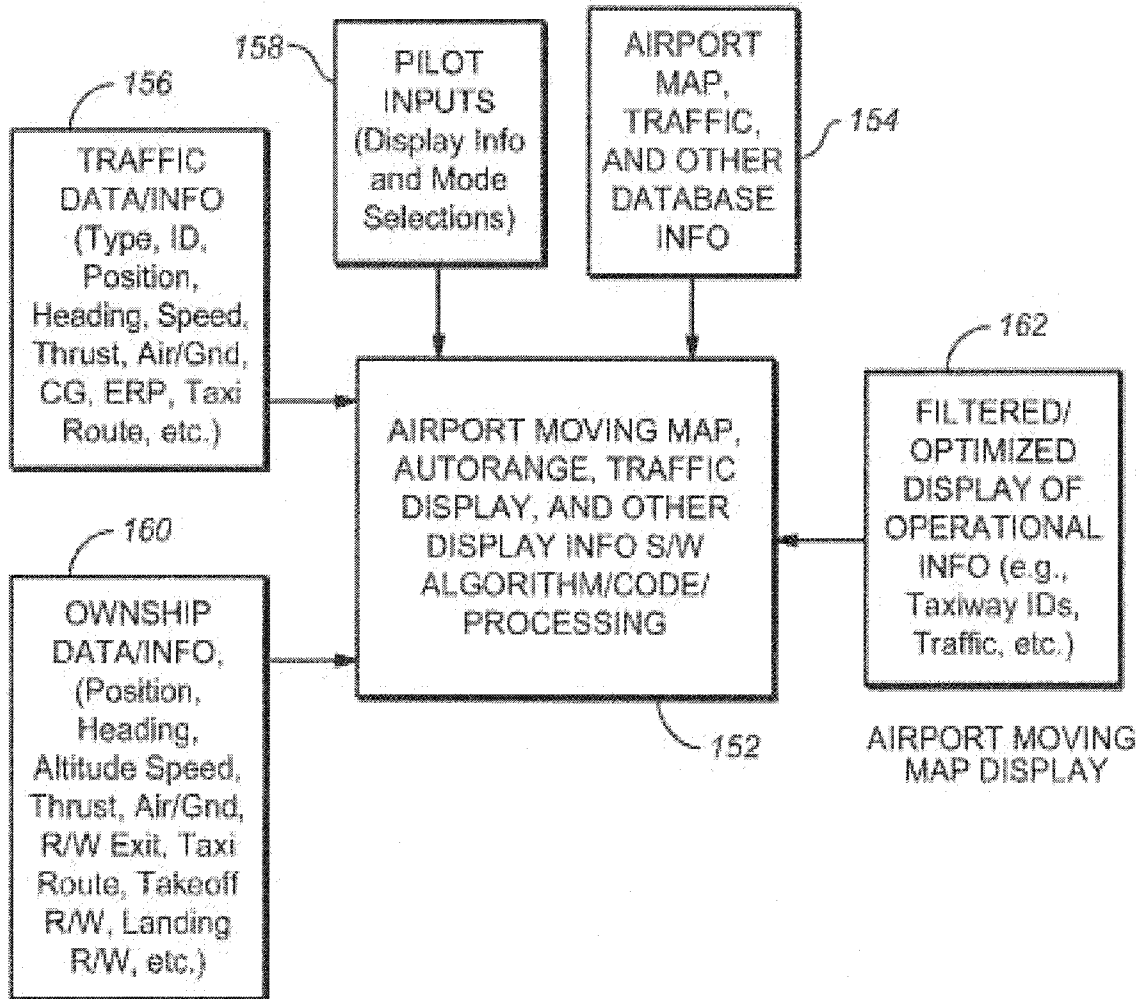 158
PILOT
INPUTS
(Display Info
and Mode
Selections)
AIRPORT
MAP,
TRAFFIC,
AND OTHER
DATABASE
INFO
154
156
TRAFFIC
DATA/INFO
(Type, ID,
Position,
Heading, Speed,
Thrust, Air/Gnd,
CG, ERP, Taxi
Route, etc.)
162
FILTERED/
OPTIMIZED
DISPLAY OF
OPERATIONAL
INFO (e.g.,
Taxiway IDs,
Traffic, etc.)
AIRPORT MOVING MAP,
AUTORANGE, TRAFFIC
DISPLAY, AND OTHER
DISPLAY INFO S/W
ALGORITHM/CODE/
PROCESSING
152
AIRPORT MOVING
MAP DISPLAY
160
OWNSHIP
DATA/INFO,
(Position,
Heading,
Altitude Speed,
Thrust, Air/Gnd,
R/W Exit, Taxi
Route, Takeoff
R/W, Landing
R/W, etc.)